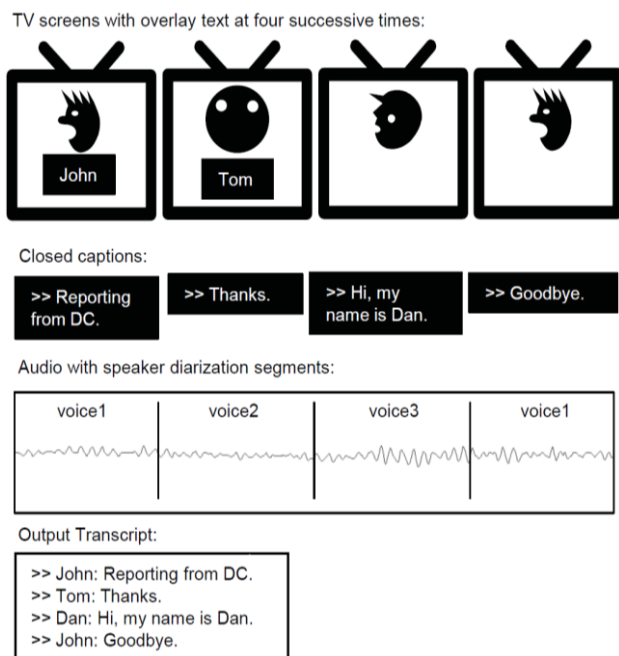 TV screens with overlay text at four successive times:
John
Tom
Closed captions:
>> Reporting
from DC.
>> Thanks.
>> Hi, my
name is Dan.
>> Goodbye.
Audio with speaker diarization segments:
voice1
voice2
voice3
voice1
Output Transcript:
>> John: Reporting from DC.
>> Tom: Thanks.
>> Dan: Hi, my name is Dan.
>> John: Goodbye.